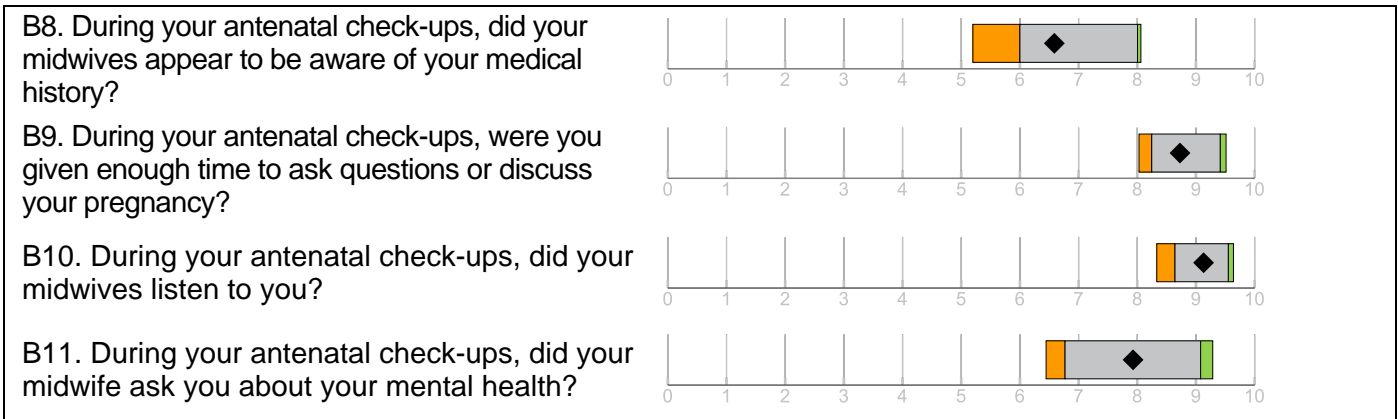 B8. During your antenatal check-ups, did your
midwives appear to be aware of your medical
history?
0 1 2 3 4 5 6 7 8 9 10
B9. During your antenatal check-ups, were you
given enough time to ask questions or discuss
your pregnancy?
0 1 2 3 4 5 6 7 8 9 10
B10. During your antenatal check-ups, did your
midwives listen to you?
0 1 2 3 4 5 6 7 8 9 10
B11. During your antenatal check-ups, did your
midwife ask you about your mental health?
0 1 2 3 4 5 6 7 8 9 10